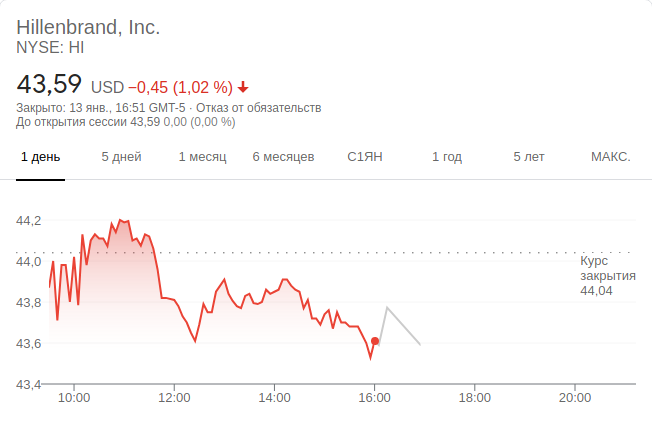 Hillenbrand, Inc.
NYSE: HI
43,59 USD −0,45 (1,02 %)
Закрыто: 13 янв., 16:51 GMT-5 · Отказ от обязательств
До открытия сессии 43,59 0,00 (0,00 %)
1 день 5 дней 1 месяц 6 месяцев С1ЯН 1 год 5 лет МАКС.
44,2
44,0
43,8
43,6
43,4
Курс
закрытия
44,04
10:00 12:00 14:00 16:00 18:00 20:00